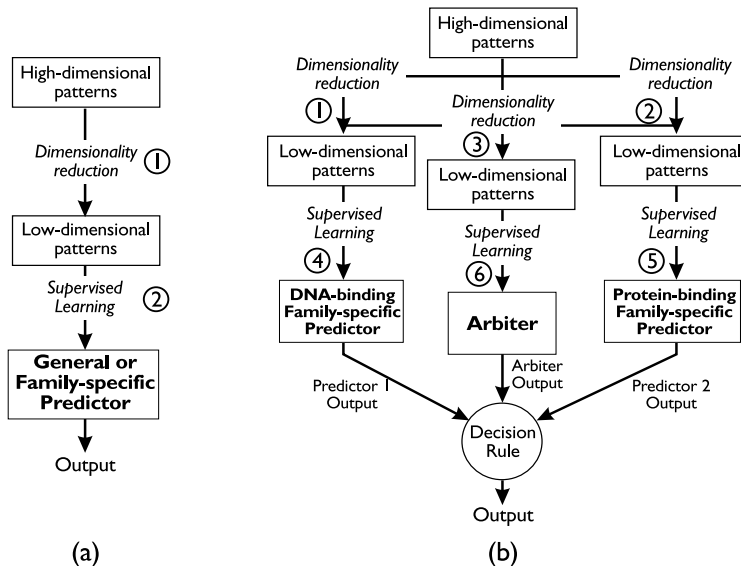 High-dimensional
patterns
Dimensionality
reduction
①
Low-dimensional
patterns
Supervised
Learning
②
General or
Family-specific
Predictor
Output
(a)
High-dimensional
patterns
Dimensionality
reduction
①
Dimensionality
reduction
③
Dimensionality
reduction
②
Low-dimensional
patterns
Low-dimensional
patterns
Low-dimensional
patterns
Supervised
Learning
④
Supervised
Learning
⑥
Supervised
Learning
⑤
DNA-binding
Family-specific
Predictor
Arbiter
Protein-binding
Family-specific
Predictor
Predictor 1
Output
Arbiter
Output
Predictor 2
Output
Decision
Rule
Output
(b)